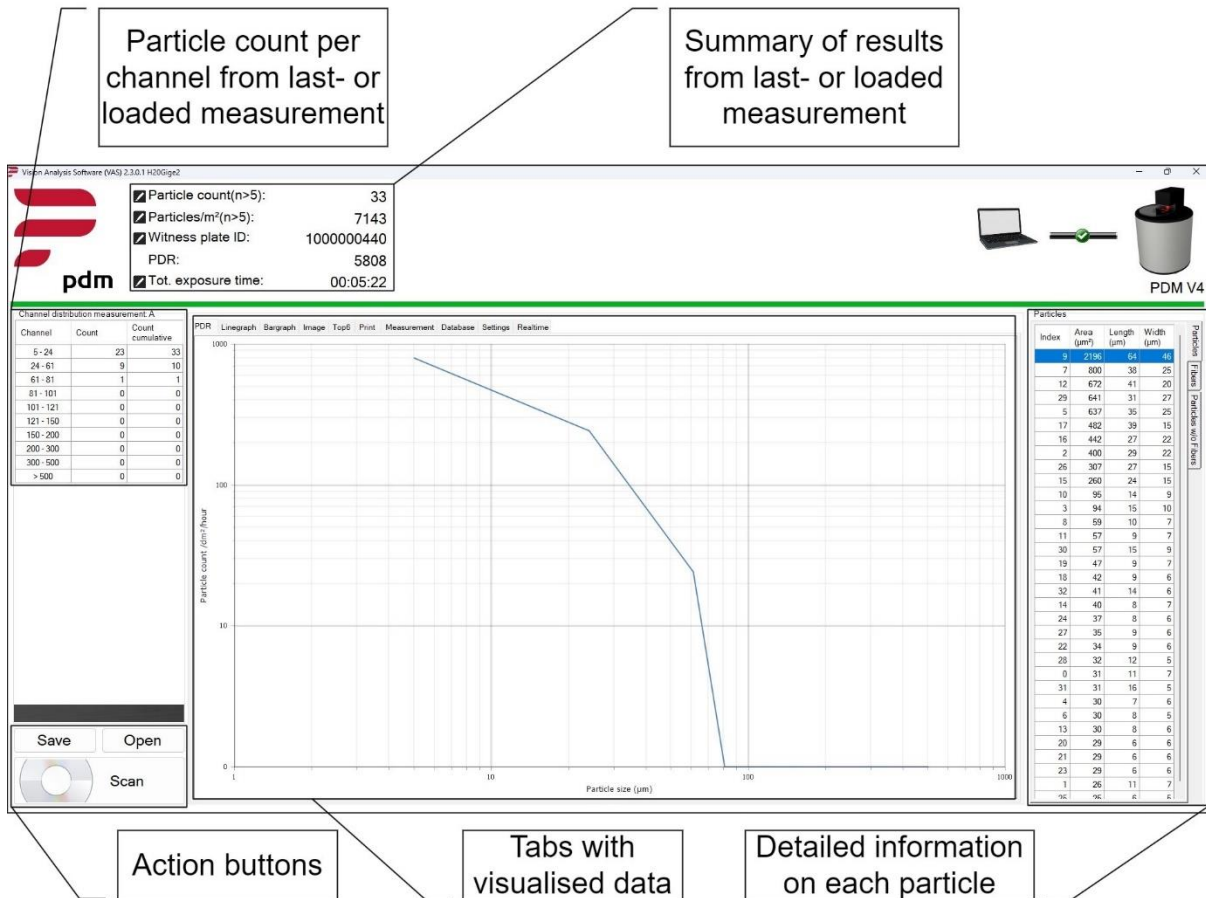 Particle count per
channel from last- or
loaded measurement
Summary of results
from last- or loaded
measurement
Vision Analysis Software (VAS) 2.3.0.1 H20Gige2
Particle count(n>5): 33
Particles/m²(n>5): 7143
Witness plate ID: 1000000440
PDR: 5808
Tot. exposure time: 00:05:22
pdm
PDM V4
Channel distribution measurement: A
Channel Count Count cumulative
5 - 24 23 33
24 - 61 9 10
61 - 81 1 1
81 - 101 0 0
101 - 121 0 0
121 - 150 0 0
150 - 200 0 0
200 - 300 0 0
300 - 500 0 0
> 500 0 0
Save Open
Scan
PDR Linegraph Bargraph Image Top6 Print Measurement Database Settings Realtime
1000
100
10
0
Particle count /dm²/hour
1 10 100 1000
Particle size (µm)
Particles
Index Area (µm²) Length (µm) Width (µm)
9 2196 64 46
7 800 38 25
12 672 41 20
29 641 31 27
5 637 35 25
17 482 39 15
16 442 27 22
2 400 29 22
26 307 27 15
15 260 24 15
10 95 14 9
3 94 15 10
8 59 10 7
11 57 9 7
30 57 15 9
19 47 9 7
18 42 9 6
32 41 14 6
14 40 8 7
24 37 8 6
27 35 9 6
22 34 9 6
28 32 12 5
0 31 11 7
31 31 16 5
4 30 7 6
6 30 8 5
13 30 8 6
20 29 6 6
21 29 6 6
23 29 6 6
1 26 11 7
Particles
Fibers
Particles w/o Fibers
Action buttons
Tabs with
visualised data
Detailed information
on each particle